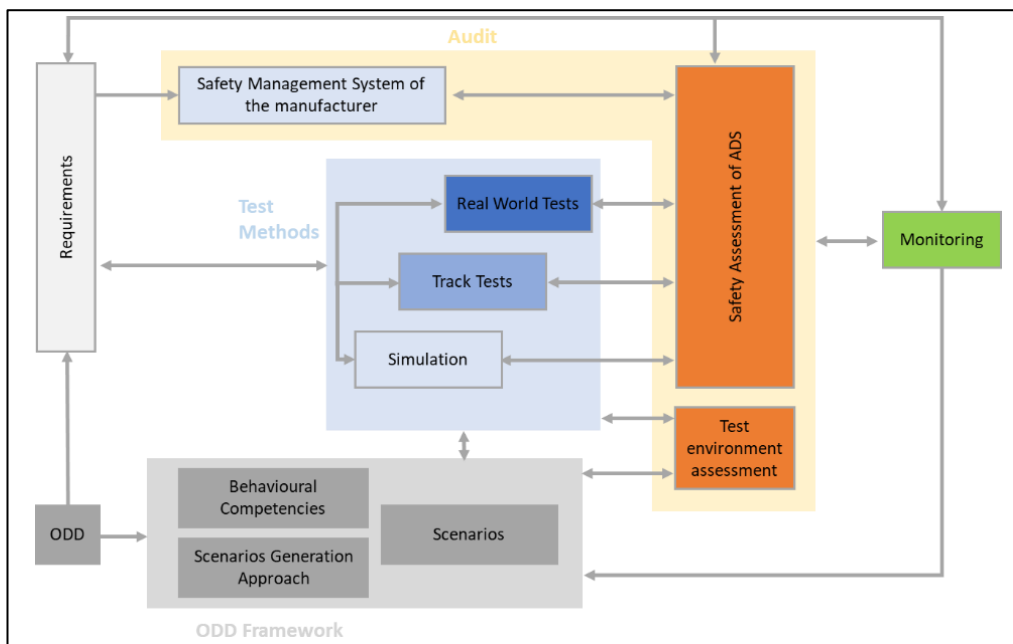 Audit
Safety Management System of
the manufacturer
Requirements
Safety Assessment of ADS
Test
Methods
Real World Tests
Track Tests
Simulation
Monitoring
Test
environment
assessment
ODD
Behavioural
Competencies
Scenarios Generation
Approach
Scenarios
ODD Framework